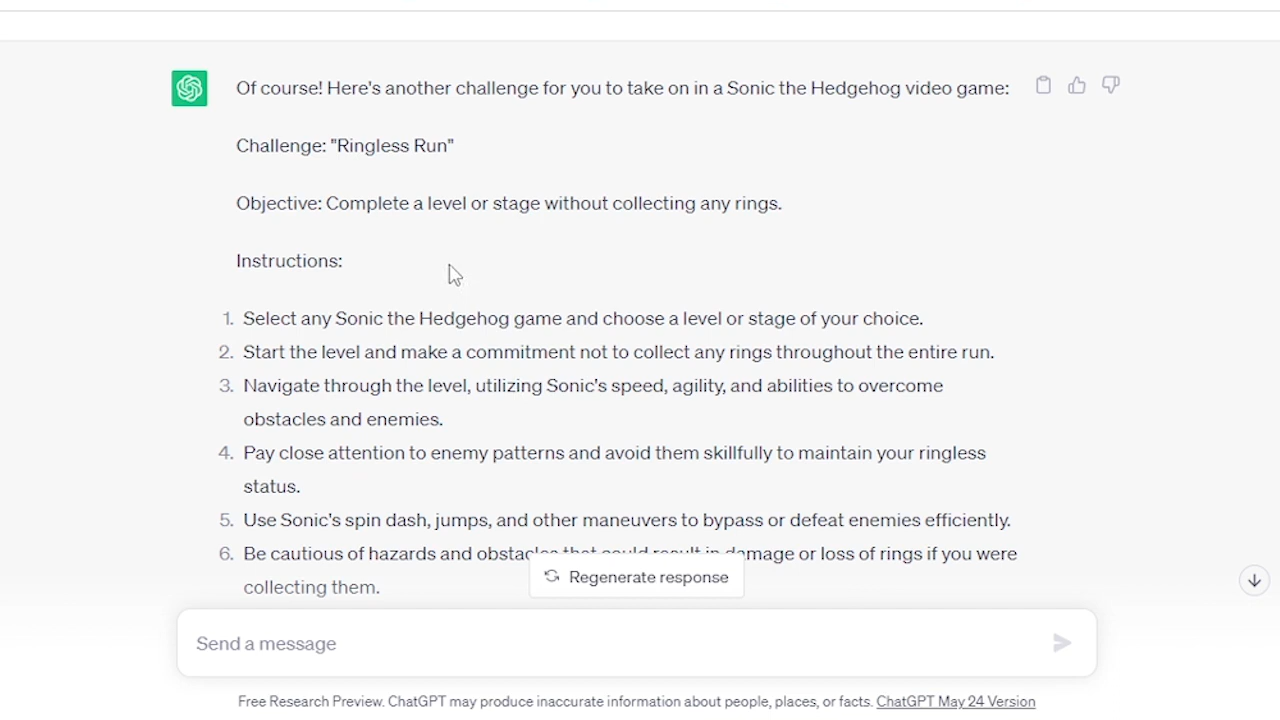 Of course! Here's another challenge for you to take on in a Sonic the Hedgehog video game:
Challenge: "Ringless Run"
Objective: Complete a level or stage without collecting any rings.
Instructions:
1. Select any Sonic the Hedgehog game and choose a level or stage of your choice.
2. Start the level and make a commitment not to collect any rings throughout the entire run.
3. Navigate through the level, utilizing Sonic's speed, agility, and abilities to overcome
obstacles and enemies.
4. Pay close attention to enemy patterns and avoid them skillfully to maintain your ringless
status.
5. Use Sonic's spin dash, jumps, and other maneuvers to bypass or defeat enemies efficiently.
6. Be cautious of hazards and obstacles that could result in damage or loss of rings if you were
Regenerate response
collecting them.
Send a message
Free Research Preview. ChatGPT may produce inaccurate information about people, places, or facts. ChatGPT May 24 Version